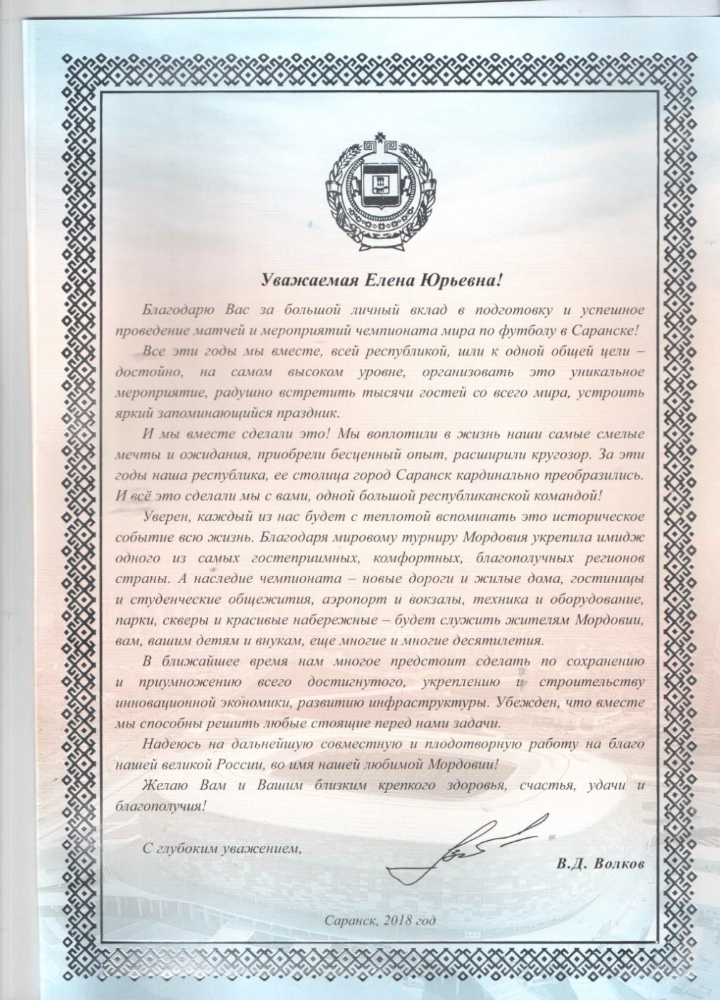 Уважаемая Елена Юрьевна!
Благодарю Вас за большой личный вклад в подготовку и успешное
проведение матчей и мероприятий чемпионата мира по футболу в Саранске!
Все эти годы мы вместе, всей республикой, шли к одной общей цели –
достойно, на самом высоком уровне, организовать это уникальное
мероприятие, радушно встретить тысячи гостей со всего мира, устроить
яркий запоминающийся праздник.
И мы вместе сделали это! Мы воплотили в жизнь наши самые смелые
мечты и ожидания, приобрели бесценный опыт, расширили кругозор. За эти
годы наша республика, ее столица город Саранск кардинально преобразились.
И всё это сделали мы с вами, одной большой республиканской командой!
Уверен, каждый из нас будет с теплотой вспоминать это историческое
событие всю жизнь. Благодаря мировому турниру Мордовия укрепила имидж
одного из самых гостеприимных, комфортных, благополучных регионов
страны. А наследие чемпионата – новые дороги и жилые дома, гостиницы
и студенческие общежития, аэропорт и вокзалы, техника и оборудование,
парки, скверы и красивые набережные – будет служить жителям Мордовии,
вам, вашим детям и внукам, еще многие и многие десятилетия.
В ближайшее время нам многое предстоит сделать по сохранению
и приумножению всего достигнутого, укреплению и строительству
инновационной экономики, развитию инфраструктуры. Убежден, что вместе
мы способны решить любые стоящие перед нами задачи.
Надеюсь на дальнейшую совместную и плодотворную работу на благо
нашей великой России, во имя нашей любимой Мордовии!
Желаю Вам и Вашим близким крепкого здоровья, счастья, удачи и
благополучия!
С глубоким уважением,
В.Д. Волков
Саранск, 2018 год